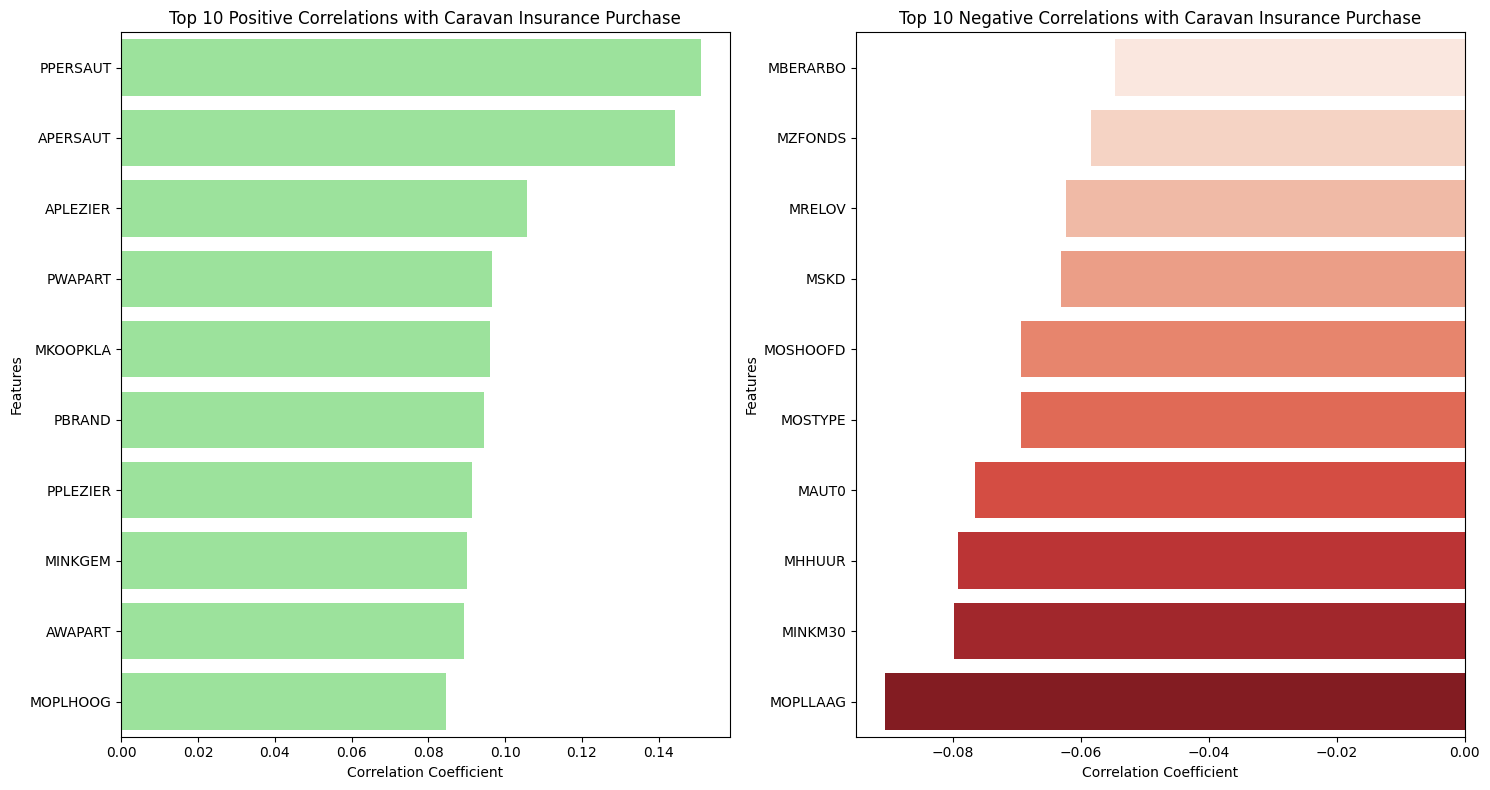 Top 10 Positive Correlations with Caravan Insurance Purchase
Features
PPERSAUT
APERSAUT
APLEZIER
PWAPART
MKOOPKLA
PBRAND
PPLEZIER
MINKGEM
AWAPART
MOPLHOOG
0.00 0.02 0.04 0.06 0.08 0.10 0.12 0.14
Correlation Coefficient
Top 10 Negative Correlations with Caravan Insurance Purchase
Features
MBERARBO
MZFONDS
MRELOV
MSKD
MOSHOOFD
MOSTYPE
MAUT0
MHHUUR
MINKM30
MOPLLAAG
−0.08 −0.06 −0.04 −0.02 0.00
Correlation Coefficient